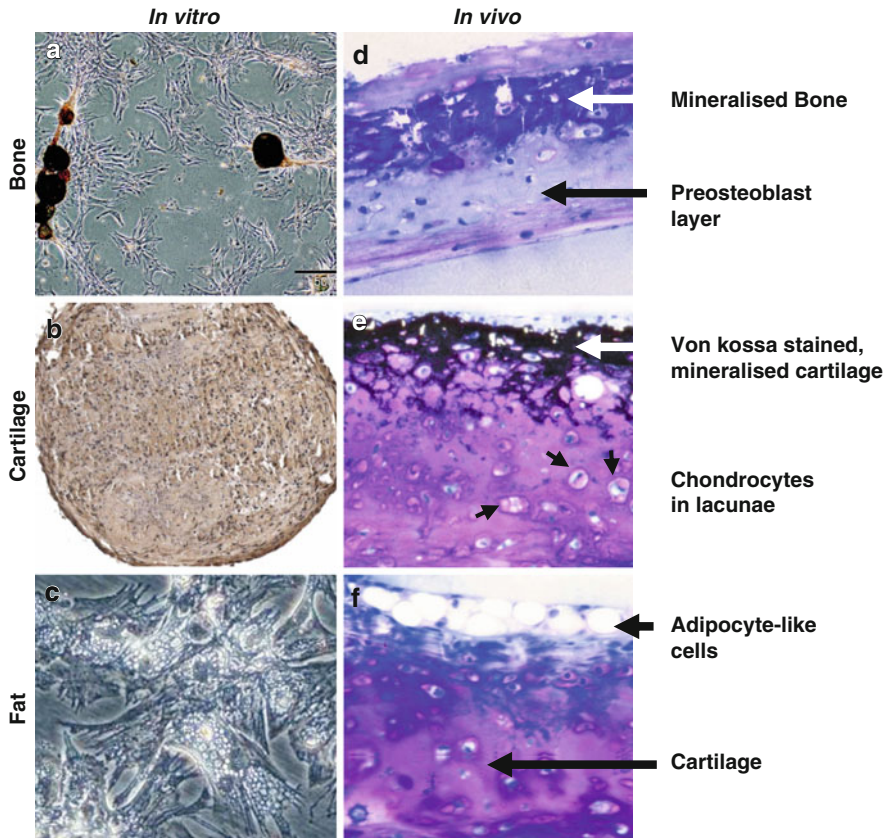 In vitro
In vivo
Bone
a
d
Mineralised Bone
Preosteoblast
layer
Cartilage
b
e
Von kossa stained,
mineralised cartilage
Chondrocytes
in lacunae
Fat
c
f
Adipocyte-like
cells
Cartilage